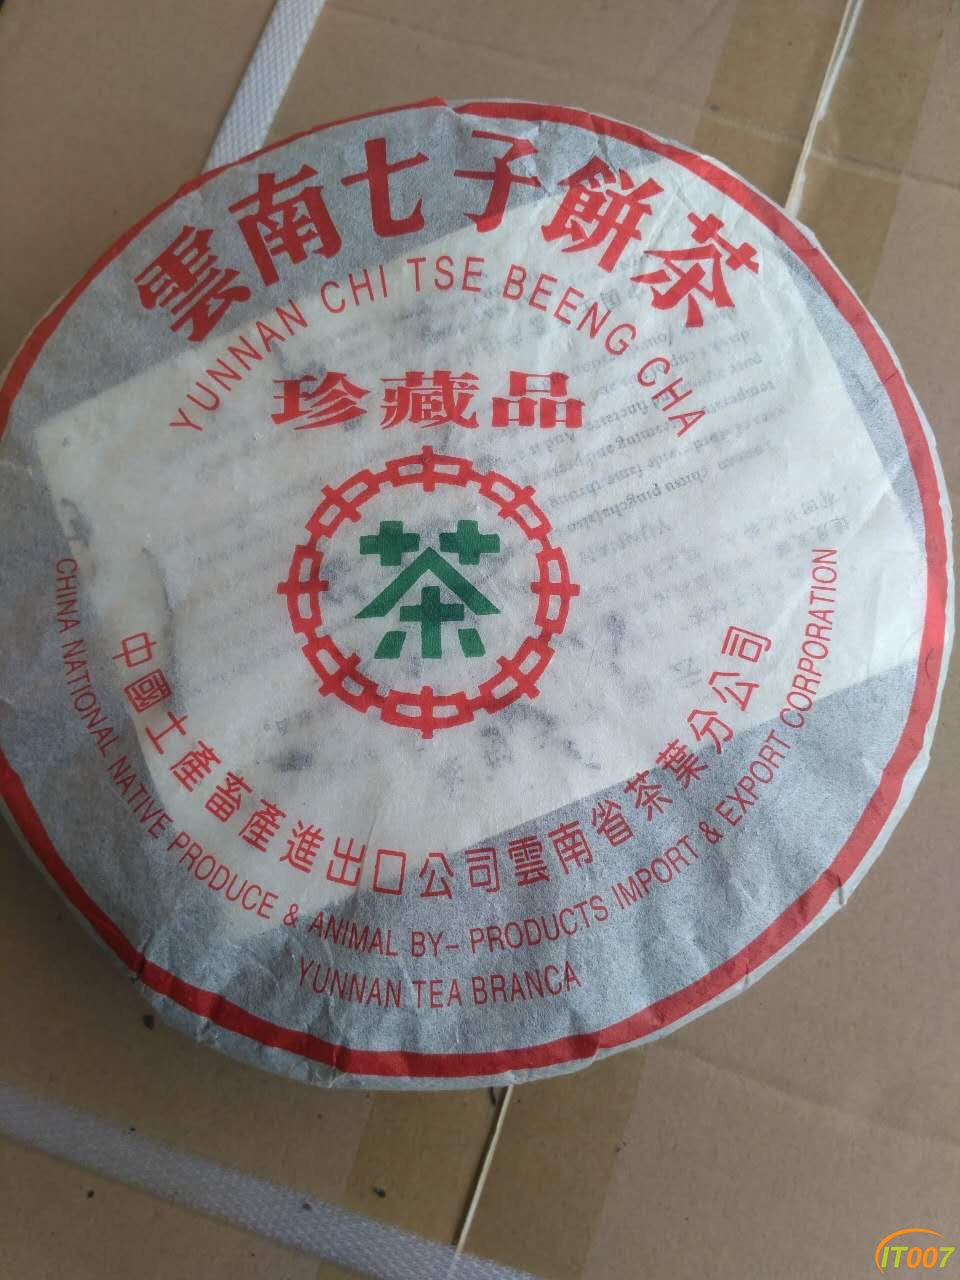 雲南七子餅茶
YUNNAN CHI TSE BEENG CHA
珍藏品
茶
中國土產畜產進出口公司雲南省茶葉分公司
CHINA NATIONAL NATIVE PRODUCE & ANIMAL BY- PRODUCTS IMPORT & EXPORT CORPORATION
YUNNAN TEA BRANCA
IT007